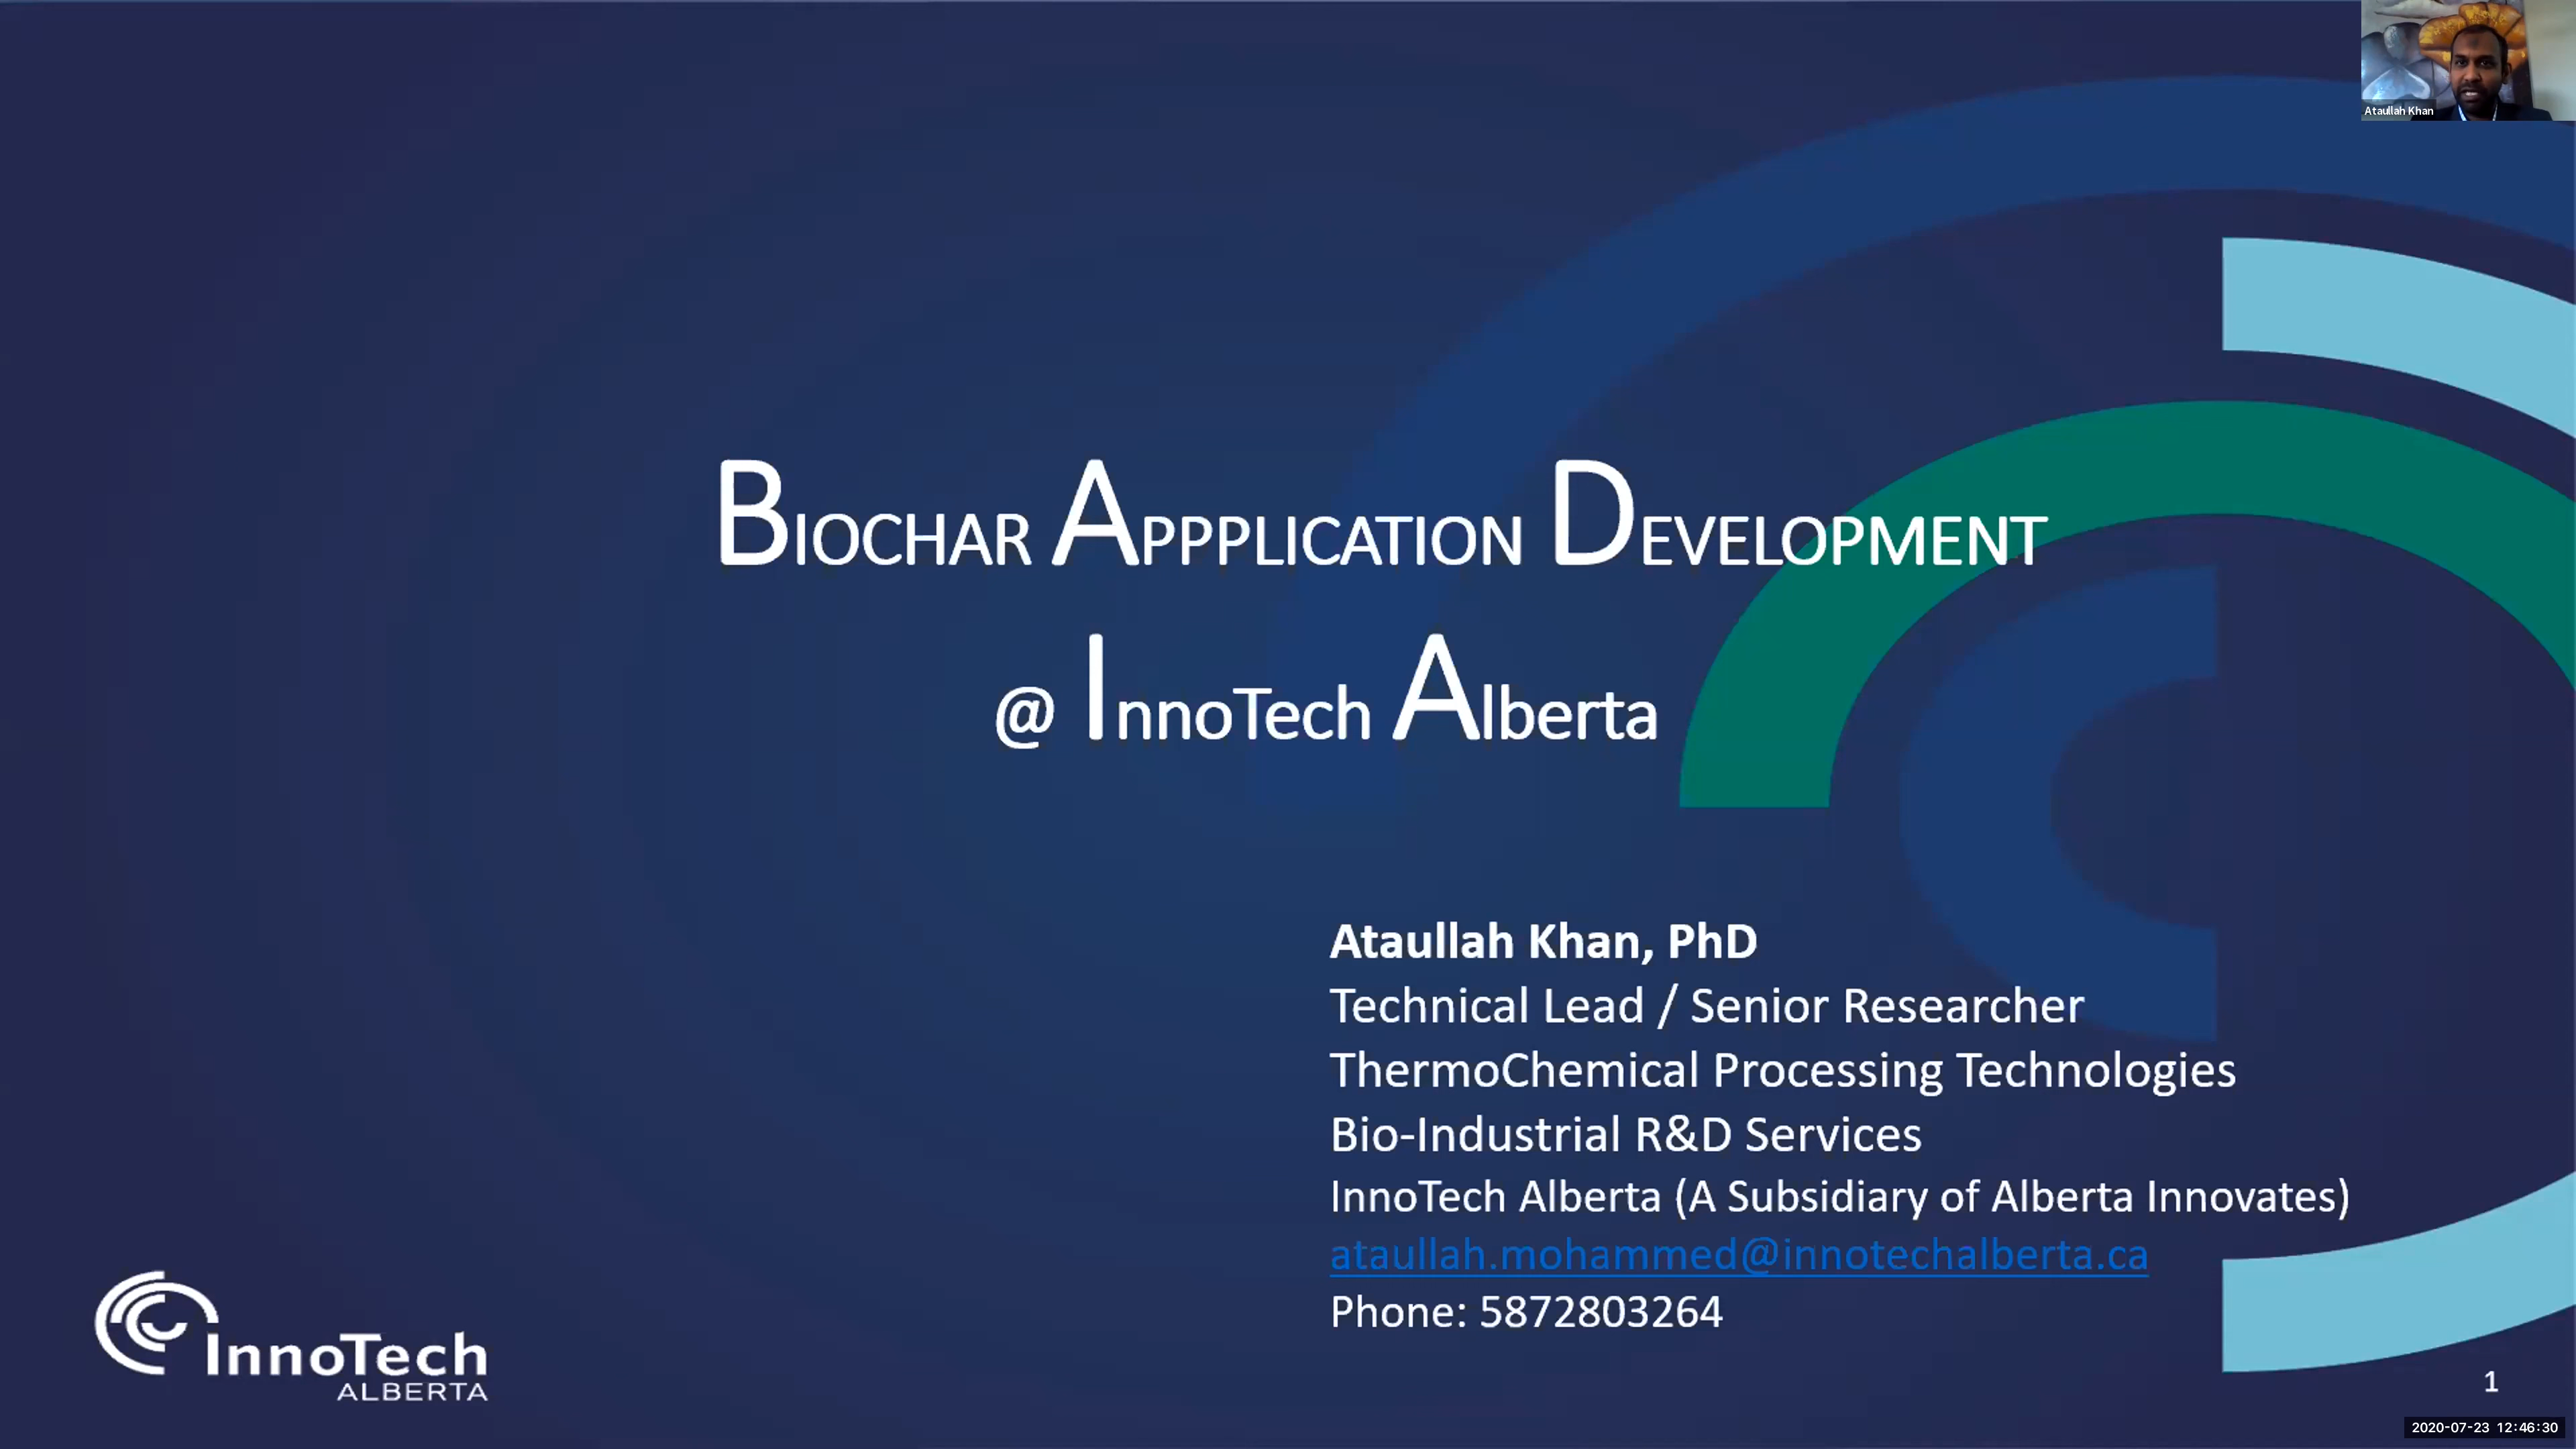 Ataullah Khan
BIOCHAR APPPLICATION DEVELOPMENT
@ InnoTech Alberta
Ataullah Khan, PhD
Technical Lead / Senior Researcher
ThermoChemical Processing Technologies
Bio-Industrial R&D Services
InnoTech Alberta (A Subsidiary of Alberta Innovates)
ataullah.mohammed@innotechalberta.ca
Phone: 5872803264
InnoTech
ALBERTA
1
2020-07-23 12:46:30